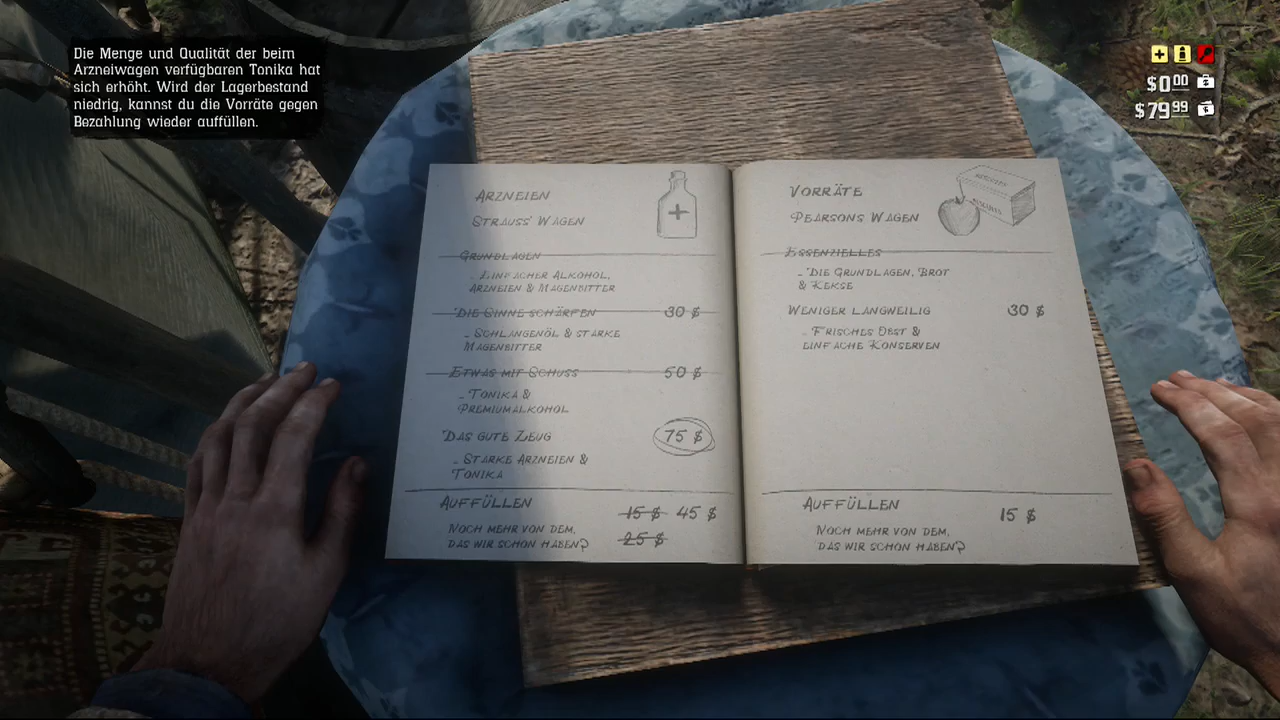 Die Menge und Qualität der beim
Arzneiwagen verfügbaren Tonika hat
sich erhöht. Wird der Lagerbestand
niedrig, kannst du die Vorräte gegen
Bezahlung wieder auffüllen.
$0.00
$79.99
ARZNEIEN
STRAUSS' WAGEN
GRUNDLAGEN
- EINFACHER ALKOHOL,
ARZNEIEN & MAGENBITTER
DIE SINNE SCHÄRFEN 30 $
- SCHLANGENÖL & STARKE
MAGENBITTER
ETWAS MIT SCHUSS 50 $
- TONIKA &
PREMIUMALKOHOL
DAS GUTE ZEUG 75 $
- STARKE ARZNEIEN &
TONIKA
AUFFÜLLEN 15 $ 45 $
NOCH MEHR VON DEM,
DAS WIR SCHON HABEN? 25 $
VORRÄTE
PEARSONS WAGEN
ESSENZIELLES
- DIE GRUNDLAGEN, BROT
& KEKSE
WENIGER LANGWEILIG 30 $
- FRISCHES OBST &
EINFACHE KONSERVEN
AUFFÜLLEN 15 $
NOCH MEHR VON DEM,
DAS WIR SCHON HABEN?